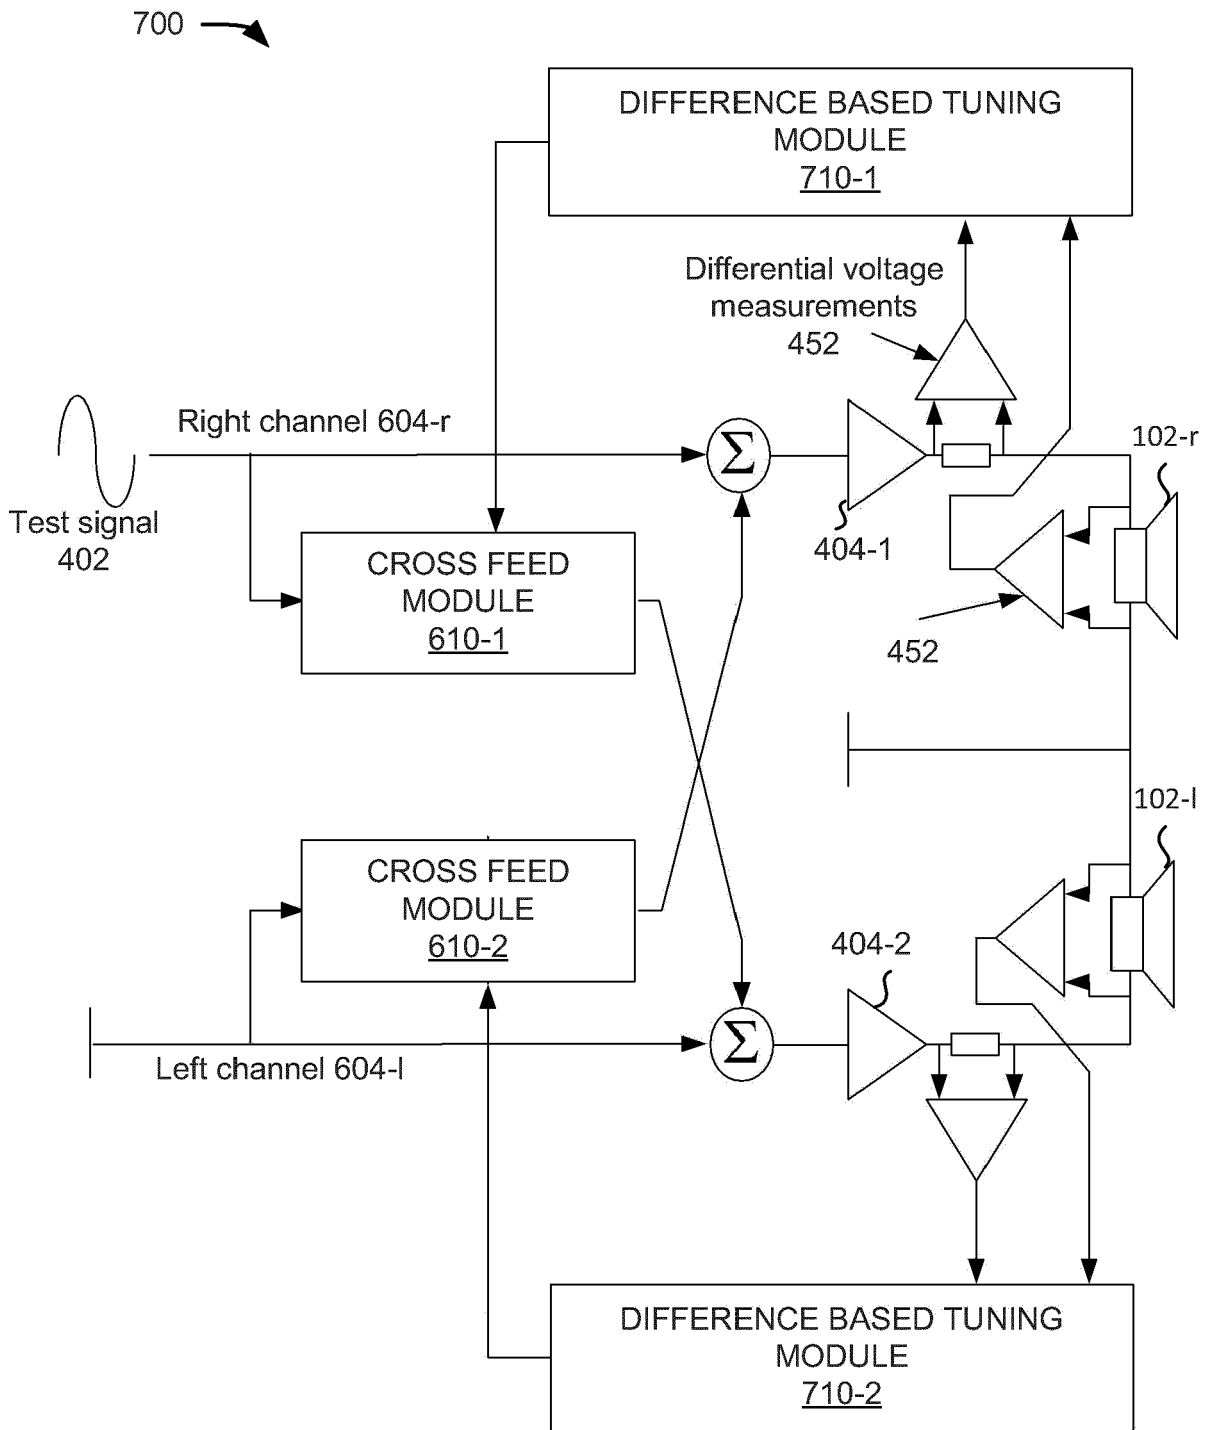 700
DIFFERENCE BASED TUNING
MODULE
710-1
Differential voltage
measurements
452
Right channel 604-r
Σ
102-r
Test signal
402
404-1
CROSS FEED
MODULE
610-1
452
102-l
CROSS FEED
MODULE
610-2
404-2
Σ
Left channel 604-l
DIFFERENCE BASED TUNING
MODULE
710-2